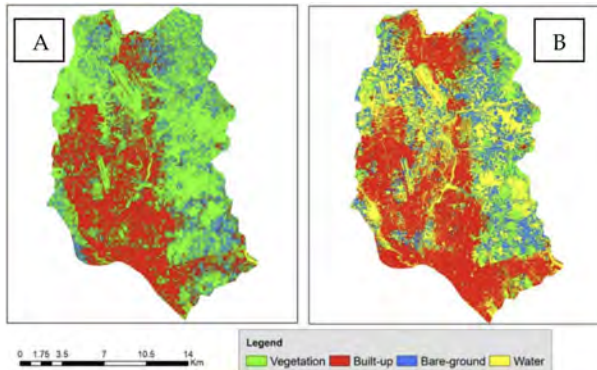 A
B
Legend
Vegetation Built-up Bare-ground Water
0 1.75 3.5 7 10.5 14
Km